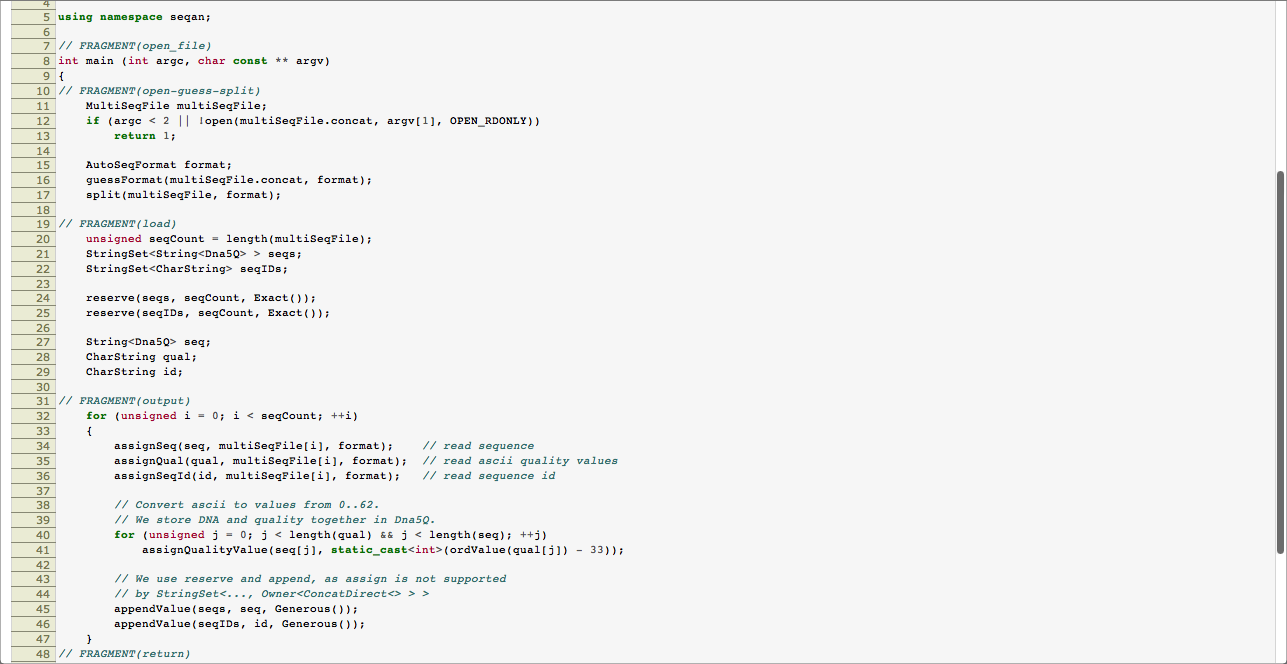 4
5 using namespace seqan;
6
7 // FRAGMENT(open_file)
8 int main (int argc, char const ** argv)
9 {
10 // FRAGMENT(open-guess-split)
11     MultiSeqFile multiSeqFile;
12     if (argc < 2 || !open(multiSeqFile.concat, argv[1], OPEN_RDONLY))
13         return 1;
14
15     AutoSeqFormat format;
16     guessFormat(multiSeqFile.concat, format);
17     split(multiSeqFile, format);
18
19 // FRAGMENT(load)
20     unsigned seqCount = length(multiSeqFile);
21     StringSet<String<Dna5Q> > seqs;
22     StringSet<CharString> seqIDs;
23
24     reserve(seqs, seqCount, Exact());
25     reserve(seqIDs, seqCount, Exact());
26
27     String<Dna5Q> seq;
28     CharString qual;
29     CharString id;
30
31 // FRAGMENT(output)
32     for (unsigned i = 0; i < seqCount; ++i)
33     {
34         assignSeq(seq, multiSeqFile[i], format);    // read sequence
35         assignQual(qual, multiSeqFile[i], format);  // read ascii quality values
36         assignSeqId(id, multiSeqFile[i], format);   // read sequence id
37
38         // Convert ascii to values from 0..62.
39         // We store DNA and quality together in Dna5Q.
40         for (unsigned j = 0; j < length(qual) && j < length(seq); ++j)
41             assignQualityValue(seq[j], static_cast<int>(ordValue(qual[j]) - 33));
42
43         // We use reserve and append, as assign is not supported
44         // by StringSet<..., Owner<ConcatDirect<> > >
45         appendValue(seqs, seq, Generous());
46         appendValue(seqIDs, id, Generous());
47     }
48 // FRAGMENT(return)